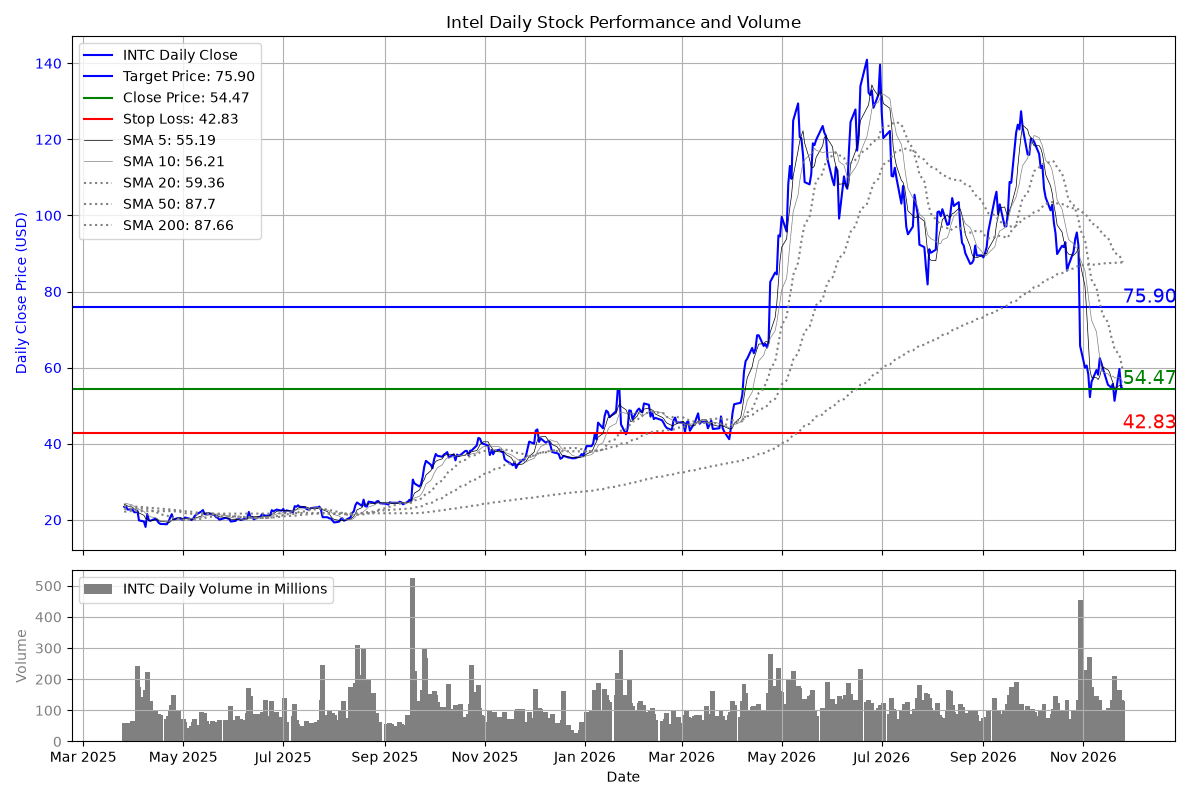 Intel Daily Stock Performance and Volume
Daily Close Price (USD)
140
120
100
80
60
40
20
INTC Daily Close
Target Price: 75.90
Close Price: 54.47
Stop Loss: 42.83
SMA 5: 55.19
SMA 10: 56.21
SMA 20: 59.36
SMA 50: 87.7
SMA 200: 87.66
75.90
54.47
42.83
Volume
500
400
300
200
100
0
INTC Daily Volume in Millions
Mar 2025 May 2025 Jul 2025 Sep 2025 Nov 2025 Jan 2026 Mar 2026 May 2026 Jul 2026 Sep 2026 Nov 2026
Date